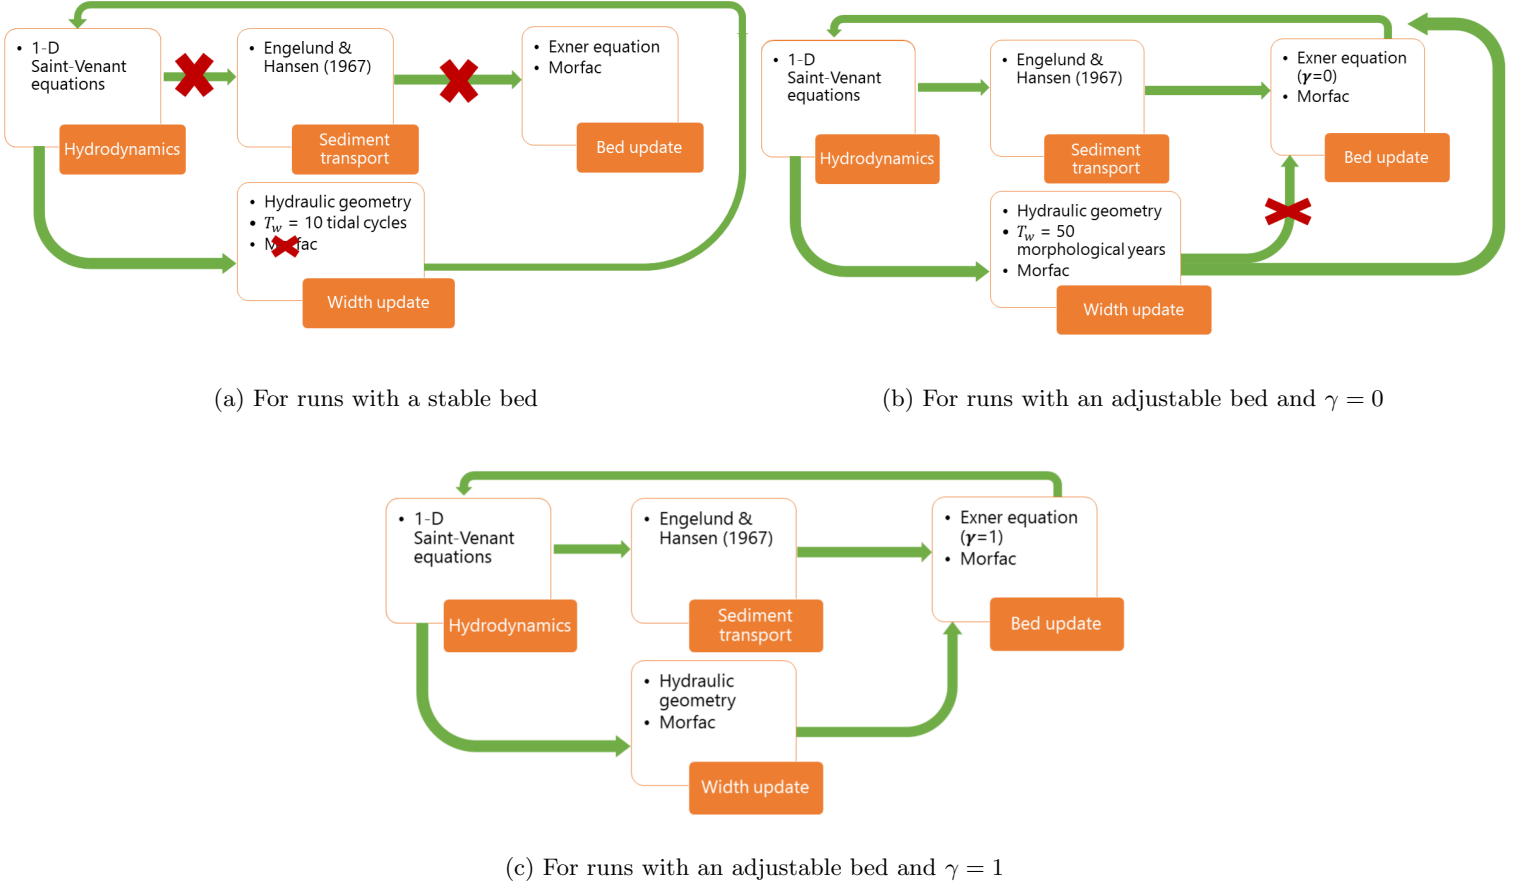 • 1-D
Saint-Venant
equations
Hydrodynamics
• Engelund &
Hansen (1967)
Sediment
transport
• Exner equation
• Morfac
Bed update
• Hydraulic geometry
• T_w = 10 tidal cycles
• Morfac
Width update
(a) For runs with a stable bed
• 1-D
Saint-Venant
equations
Hydrodynamics
• Engelund &
Hansen (1967)
Sediment
transport
• Exner equation
(γ=0)
• Morfac
Bed update
• Hydraulic geometry
• T_w = 50
morphological years
• Morfac
Width update
(b) For runs with an adjustable bed and γ = 0
• 1-D
Saint-Venant
equations
Hydrodynamics
• Engelund &
Hansen (1967)
Sediment
transport
• Exner equation
(γ=1)
• Morfac
Bed update
• Hydraulic
geometry
• Morfac
Width update
(c) For runs with an adjustable bed and γ = 1